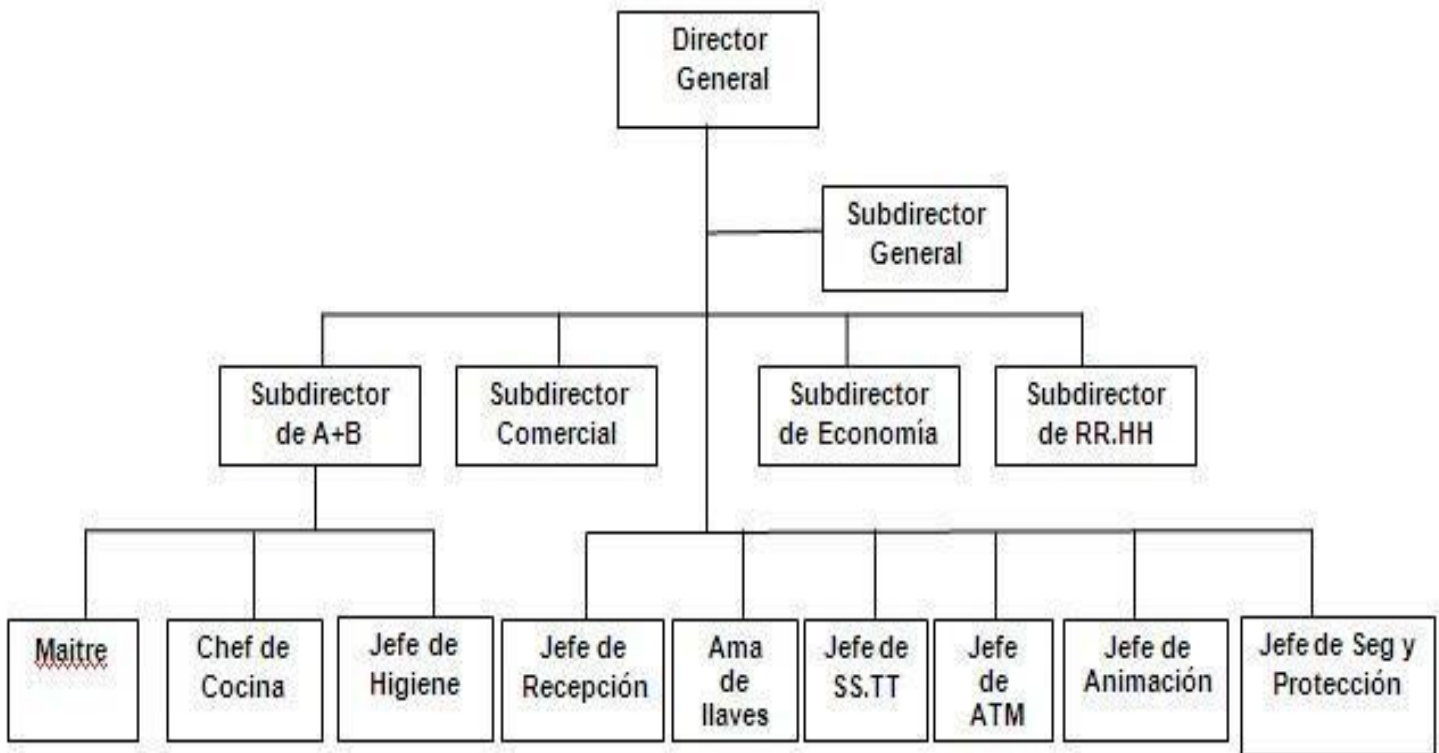 Director
General
Subdirector
General
Subdirector
de A+B
Subdirector
Comercial
Subdirector
de Economía
Subdirector
de RR.HH
Maitre
Chef de
Cocina
Jefe de
Higiene
Jefe de
Recepción
Ama
de
llaves
Jefe de
SS.TT
Jefe
de
ATM
Jefe de
Animación
Jefe de Seg y
Protección